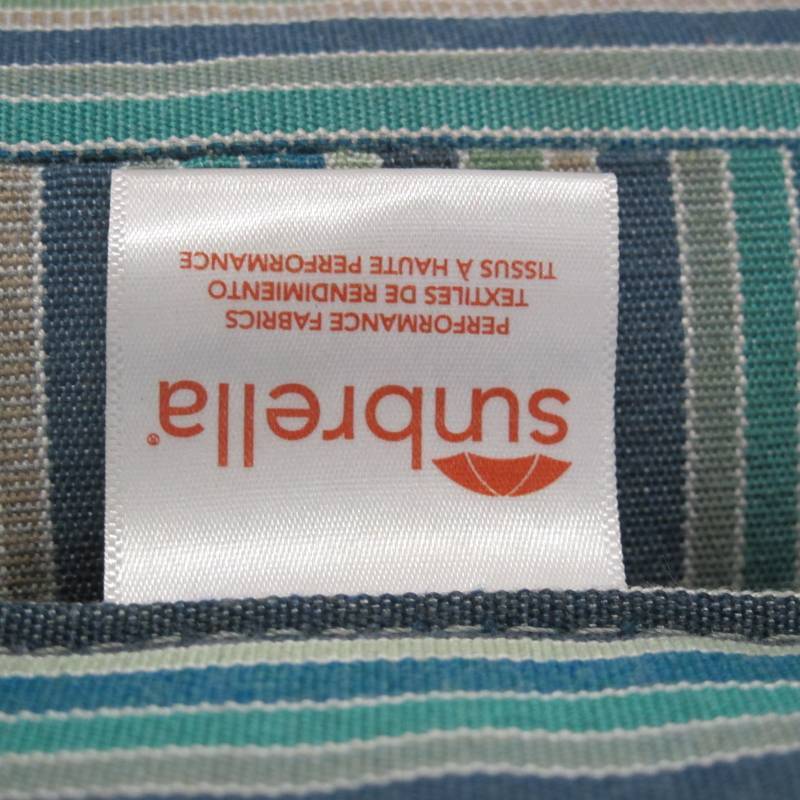 sunbrella®
PERFORMANCE FABRICS
TEXTILES DE RENDIMIENTO
TISSUS À HAUTE PERFORMANCE